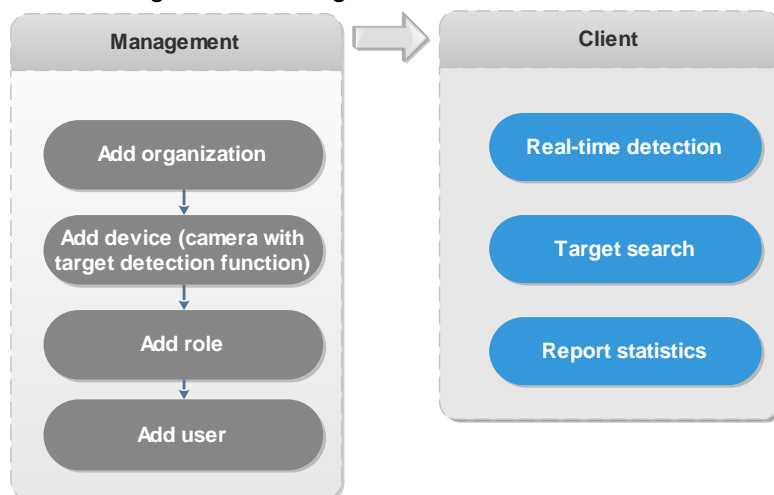 Management
Client
Add organization
Add device (camera with
target detection function)
Add role
Add user
Real-time detection
Target search
Report statistics